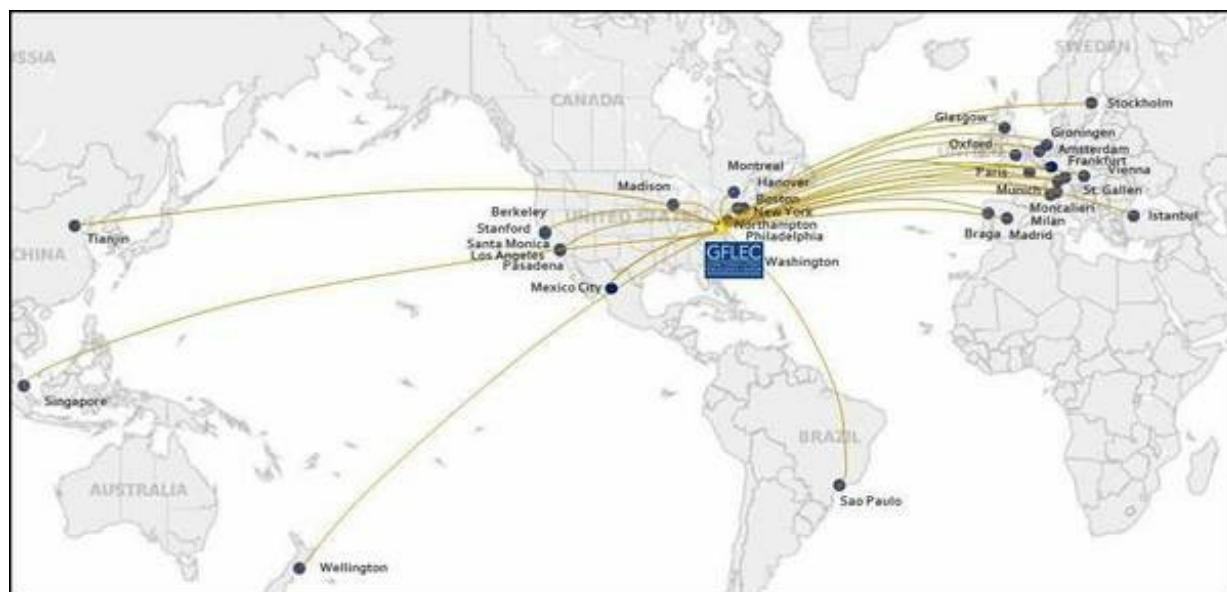 SWEDEN
RUSSIA
CANADA
Stockholm
Glasgow
Groningen
Oxford
Amsterdam
Frankfurt
Montreal
Paris
Vienna
Hanover
Madison
Munich
St. Gallen
Boston
Berkeley
UNITED STATES
New York
Moncalieri
Istanbul
Stanford
Northampton
Milan
Tianjin
Philadelphia
Braga
Madrid
Santa Monica
CHINA
Los Angeles
GFLEC
Washington
Pasadena
Mexico City
Singapore
BRAZIL
AUSTRALIA
Sao Paulo
Wellington